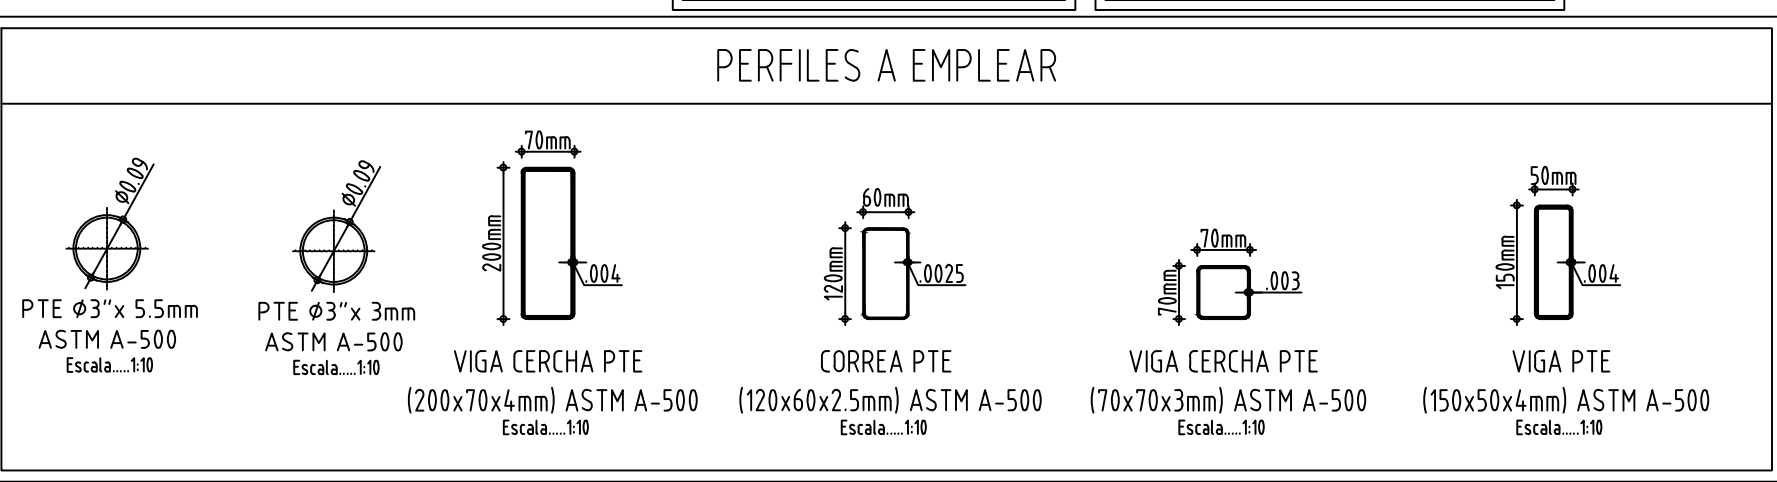 PERFILES A EMPLEAR
Ø0.09
PTE Ø3"x 5.5mm
ASTM A-500
Escala.....1:10
Ø0.09
PTE Ø3"x 3mm
ASTM A-500
Escala.....1:10
70mm
200mm
.004
VIGA CERCHA PTE
(200x70x4mm) ASTM A-500
Escala.....1:10
60mm
120mm
.0025
CORREA PTE
(120x60x2.5mm) ASTM A-500
Escala.....1:10
70mm
70mm
.003
VIGA CERCHA PTE
(70x70x3mm) ASTM A-500
Escala.....1:10
50mm
150mm
.004
VIGA PTE
(150x50x4mm) ASTM A-500
Escala.....1:10